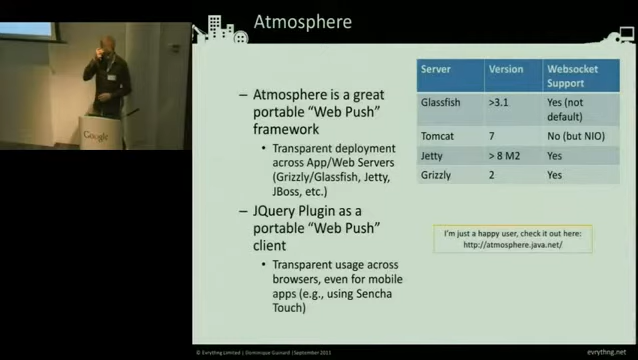 Atmosphere
– Atmosphere is a great
portable “Web Push”
framework
• Transparent deployment
across App/Web Servers
(Grizzly/Glassfish, Jetty,
JBoss, etc.)
– JQuery Plugin as a
portable “Web Push”
client
• Transparent usage across
browsers, even for mobile
apps (e.g., using Sencha
Touch)
Server Version Websocket
Support
Glassfish >3.1 Yes (not
default)
Tomcat 7 No (but NIO)
Jetty > 8 M2 Yes
Grizzly 2 Yes
I'm just a happy user, check it out here:
http://atmosphere.java.net/
Google
© Evrythng Limited | Dominique Guinard | September 2011
evrythng.net